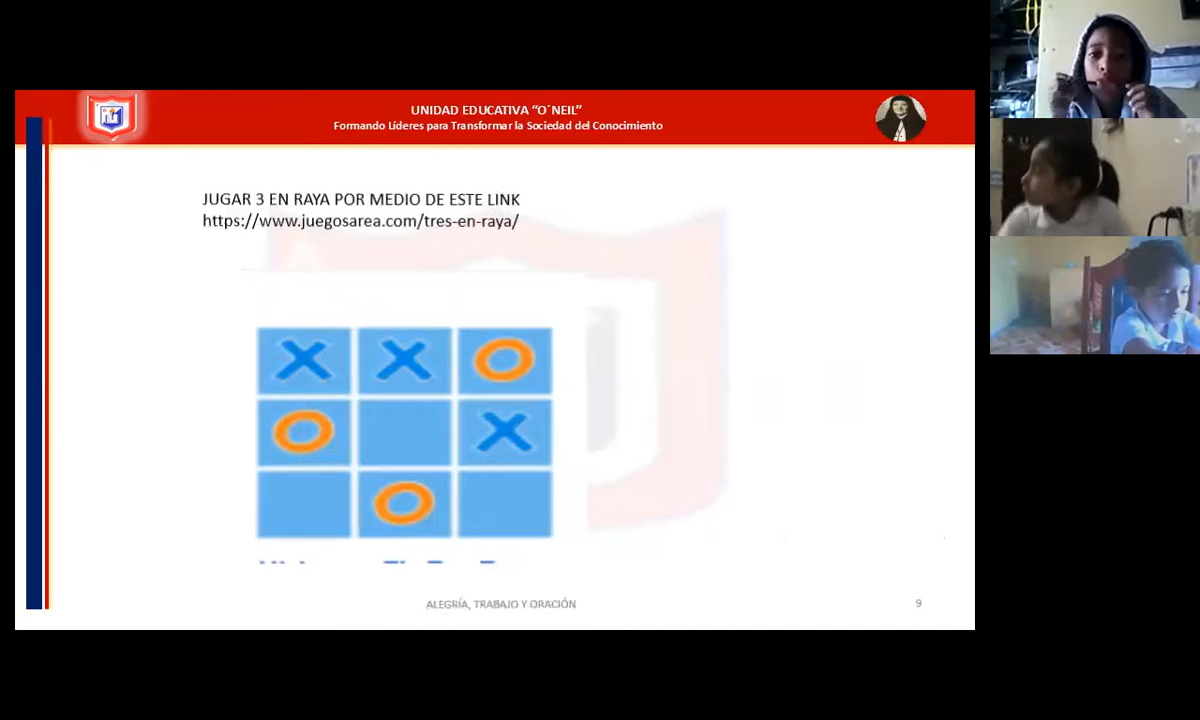 UNIDAD EDUCATIVA “O´NEIL”
Formando Líderes para Transformar la Sociedad del Conocimiento
JUGAR 3 EN RAYA POR MEDIO DE ESTE LINK
https://www.juegosarea.com/tres-en-raya/
X X O
O X
O
ALEGRÍA, TRABAJO Y ORACIÓN
9